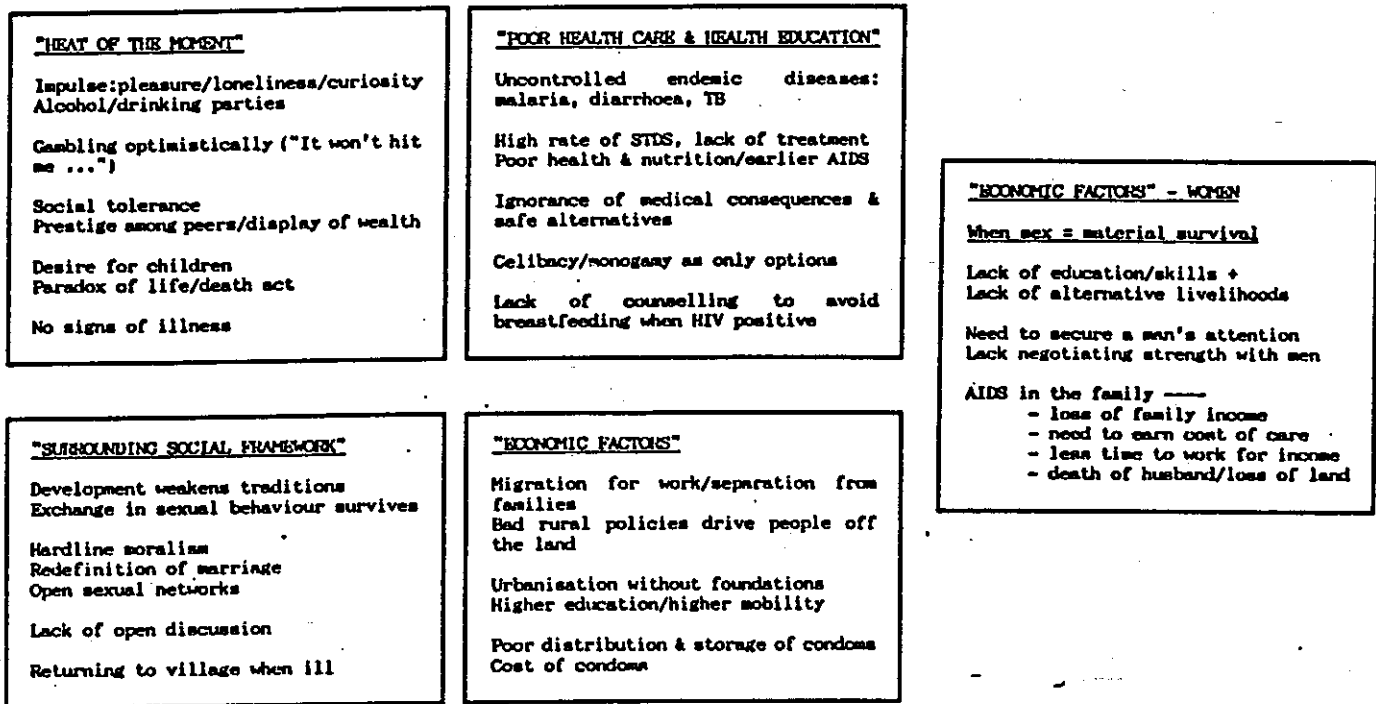 "HEAT OF THE MOMENT"
Impulse:pleasure/loneliness/curiosity
Alcohol/drinking parties
Gambling optimistically ("It won't hit
me ...")
Social tolerance
Prestige among peers/display of wealth
Desire for children
Paradox of life/death act
No signs of illness
"POOR HEALTH CARE & HEALTH EDUCATION"
Uncontrolled endemic diseases:
malaria, diarrhoea, TB
High rate of STDS, lack of treatment
Poor health & nutrition/earlier AIDS
Ignorance of medical consequences &
safe alternatives
Celibacy/monogamy as only options
Lack of counselling to avoid
breastfeeding when HIV positive
"ECONOMIC FACTORS" - WOMEN
When sex = material survival
Lack of education/skills +
Lack of alternative livelihoods
Need to secure a man's attention
Lack negotiating strength with men
AIDS in the family ----
- loss of family income
- need to earn cost of care
- less time to work for income
- death of husband/loss of land
"SURROUNDING SOCIAL FRAMEWORK"
Development weakens traditions
Exchange in sexual behaviour survives
Hardline moralism
Redefinition of marriage
Open sexual networks
Lack of open discussion
Returning to village when ill
"ECONOMIC FACTORS"
Migration for work/separation from
families
Bad rural policies drive people off
the land
Urbanisation without foundations
Higher education/higher mobility
Poor distribution & storage of condoms
Cost of condoms